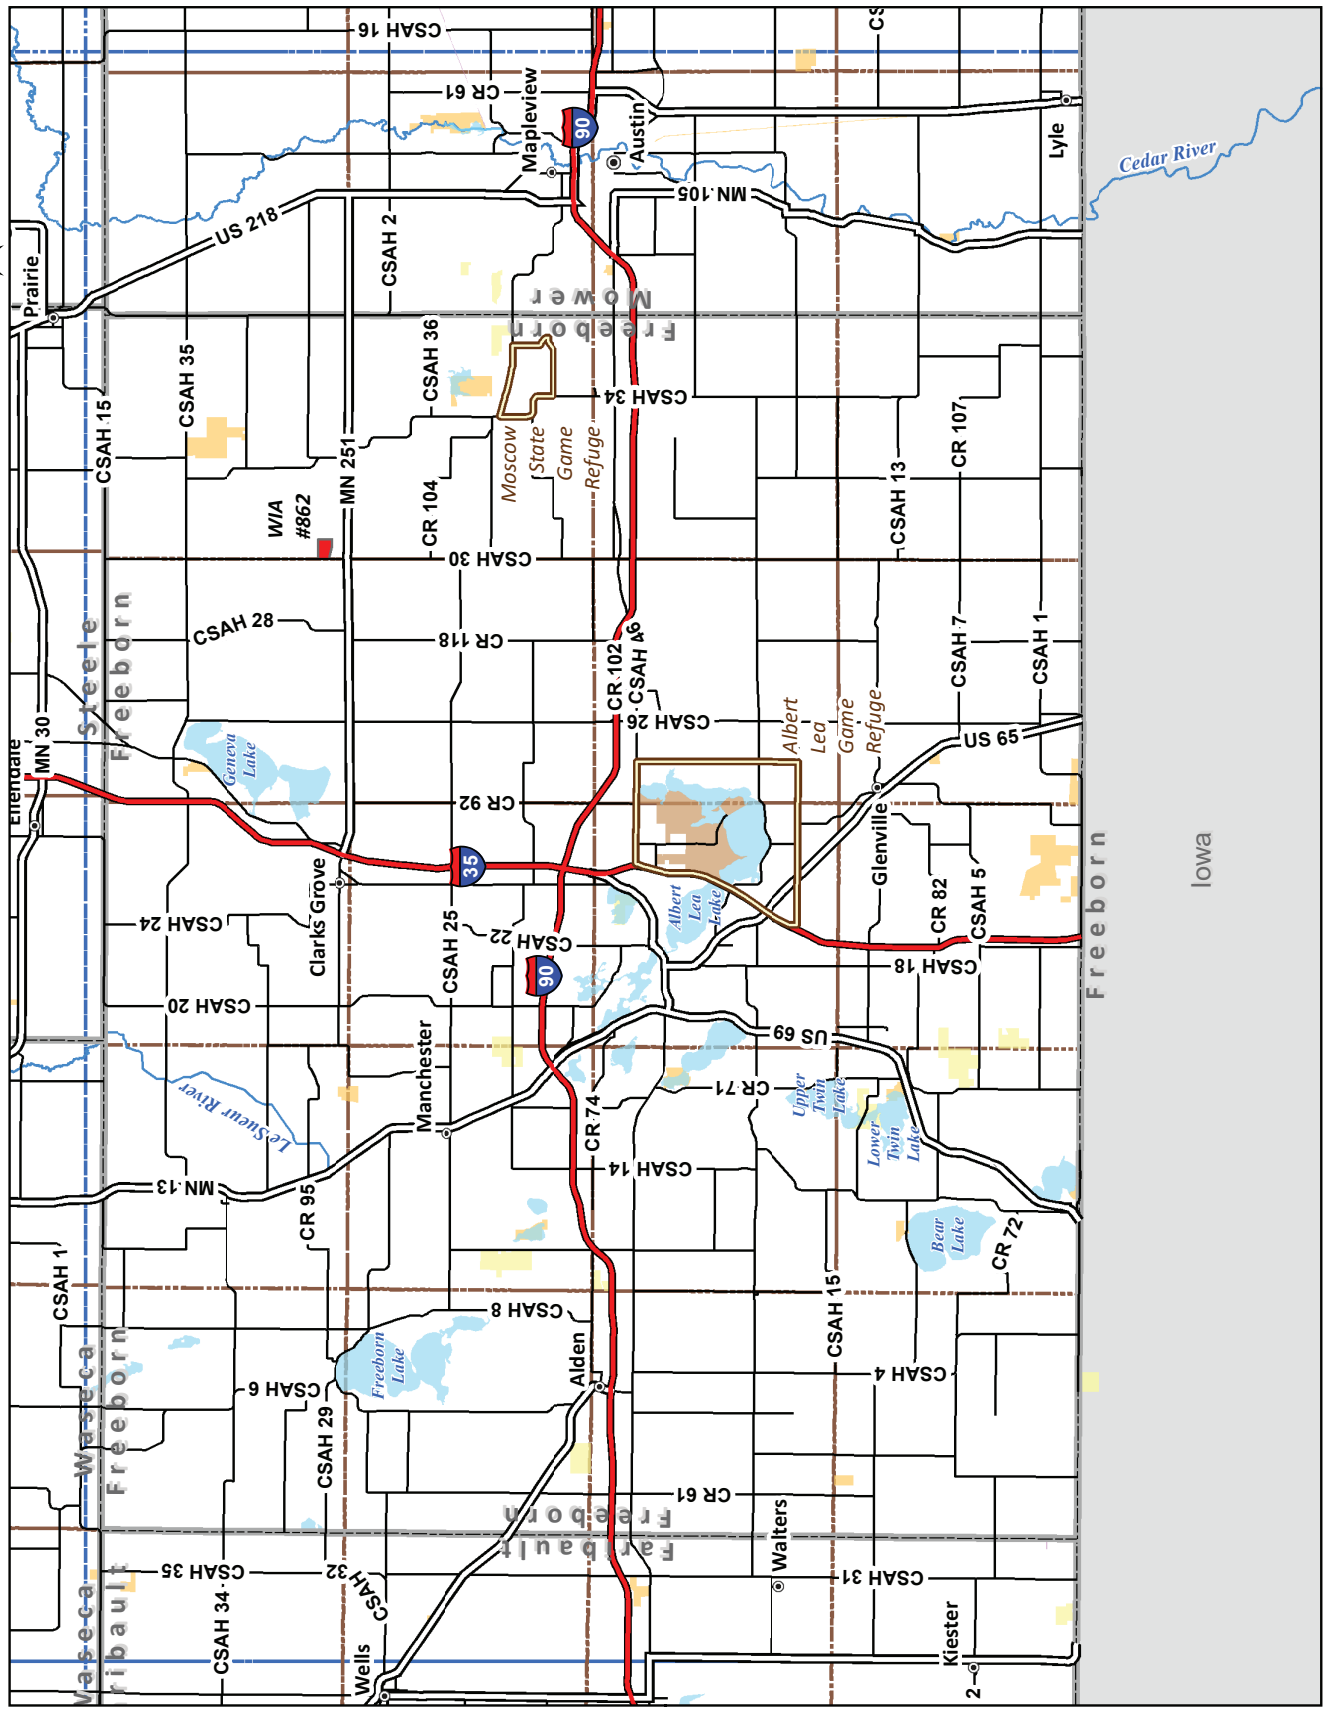 CSAH 16
CS
CR 61
Mapleview
90
Austin
Lyle
Cedar River
US 218
CSAH 2
MN 105
Prairie
Mower
Freeborn
CSAH 15
CSAH 35
CSAH 36
CSAH 34
Moscow
State
Game
Refuge
MN 251
WIA
#862
CR 104
CSAH 30
CSAH 13
CR 107
Steele
Freeborn
CSAH 28
CR 118
CR 102
CSAH 46
CSAH 26
CSAH 7
CSAH 1
MN 30
Ellendale
Geneva
Lake
CR 92
Albert
Lea
Game
Refuge
US 65
Glenville
35
Clarks Grove
CSAH 24
CSAH 25
CSAH 22
Albert
Lea
Lake
CR 82
CSAH 5
CSAH 18
Freeborn
Iowa
90
CSAH 20
Manchester
US 69
Le Sueur River
CR 74
CR 71
Upper
Twin
Lake
Lower
Twin
Lake
MN 13
CR 95
CSAH 14
Bear
Lake
CR 72
CSAH 1
CSAH 8
CSAH 15
Waseca
Freeborn
CSAH 6
Freeborn
Lake
Alden
CSAH 4
CSAH 29
CR 61
Freeborn
Faribault
Walters
Vaseca
ribault
CSAH 35
CSAH 32
CSAH 31
CSAH 34
Wells
Kiester
2